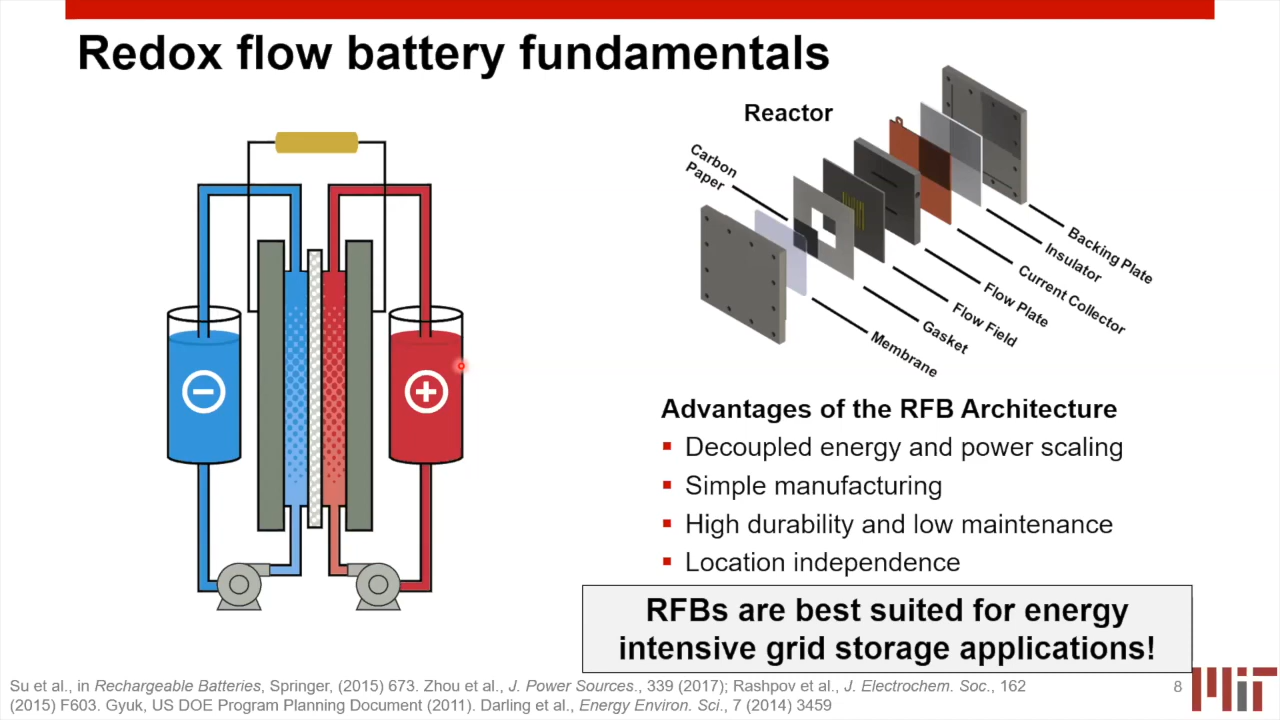 Redox flow battery fundamentals
Reactor
Carbon
Paper
Backing Plate
Insulator
Current Collector
Flow Plate
Flow Field
Gasket
Membrane
−
+
Advantages of the RFB Architecture
▪ Decoupled energy and power scaling
▪ Simple manufacturing
▪ High durability and low maintenance
▪ Location independence
RFBs are best suited for energy
intensive grid storage applications!
Su et al., in Rechargeable Batteries, Springer, (2015) 673. Zhou et al., J. Power Sources., 339 (2017); Rashpov et al., J. Electrochem. Soc., 162
(2015) F603. Gyuk, US DOE Program Planning Document (2011). Darling et al., Energy Environ. Sci., 7 (2014) 3459
8
MIT